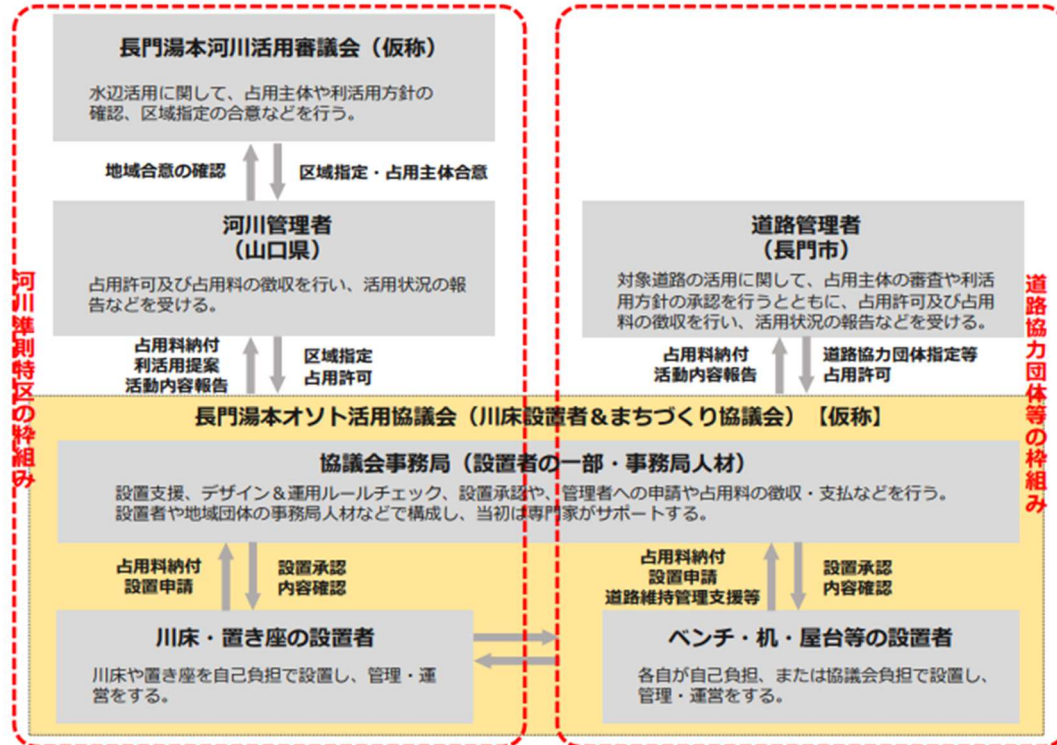 長門湯本河川活用審議会（仮称）
水辺活用に関して、占用主体や利活用方針の
確認、区域指定の合意などを行う。
地域合意の確認
区域指定・占用主体合意
河川管理者
（山口県）
占用許可及び占用料の徴収を行い、活用状況の報
告などを受ける。
道路管理者
（長門市）
対象道路の活用に関して、占用主体の審査や利活
用方針の承認を行うとともに、占用許可及び占用
料の徴収を行い、活用状況の報告などを受ける。
河川準則特区の枠組み
道路協力団体等の枠組み
占用料納付
利活用提案
活動内容報告
区域指定
占用許可
占用料納付
活動内容報告
道路協力団体指定等
占用許可
長門湯本オソト活用協議会（川床設置者＆まちづくり協議会）【仮称】
協議会事務局（設置者の一部・事務局人材）
設置支援、デザイン＆運用ルールチェック、設置承認や、管理者への申請や占用料の徴収・支払などを行う。
設置者や地域団体の事務局人材などで構成し、当初は専門家がサポートする。
占用料納付
設置申請
設置承認
内容確認
占用料納付
設置申請
道路維持管理支援等
設置承認
内容確認
川床・置き座の設置者
川床や置き座を自己負担で設置し、管理・運
営をする。
ベンチ・机・屋台等の設置者
各自が自己負担、または協議会負担で設置し、
管理・運営をする。